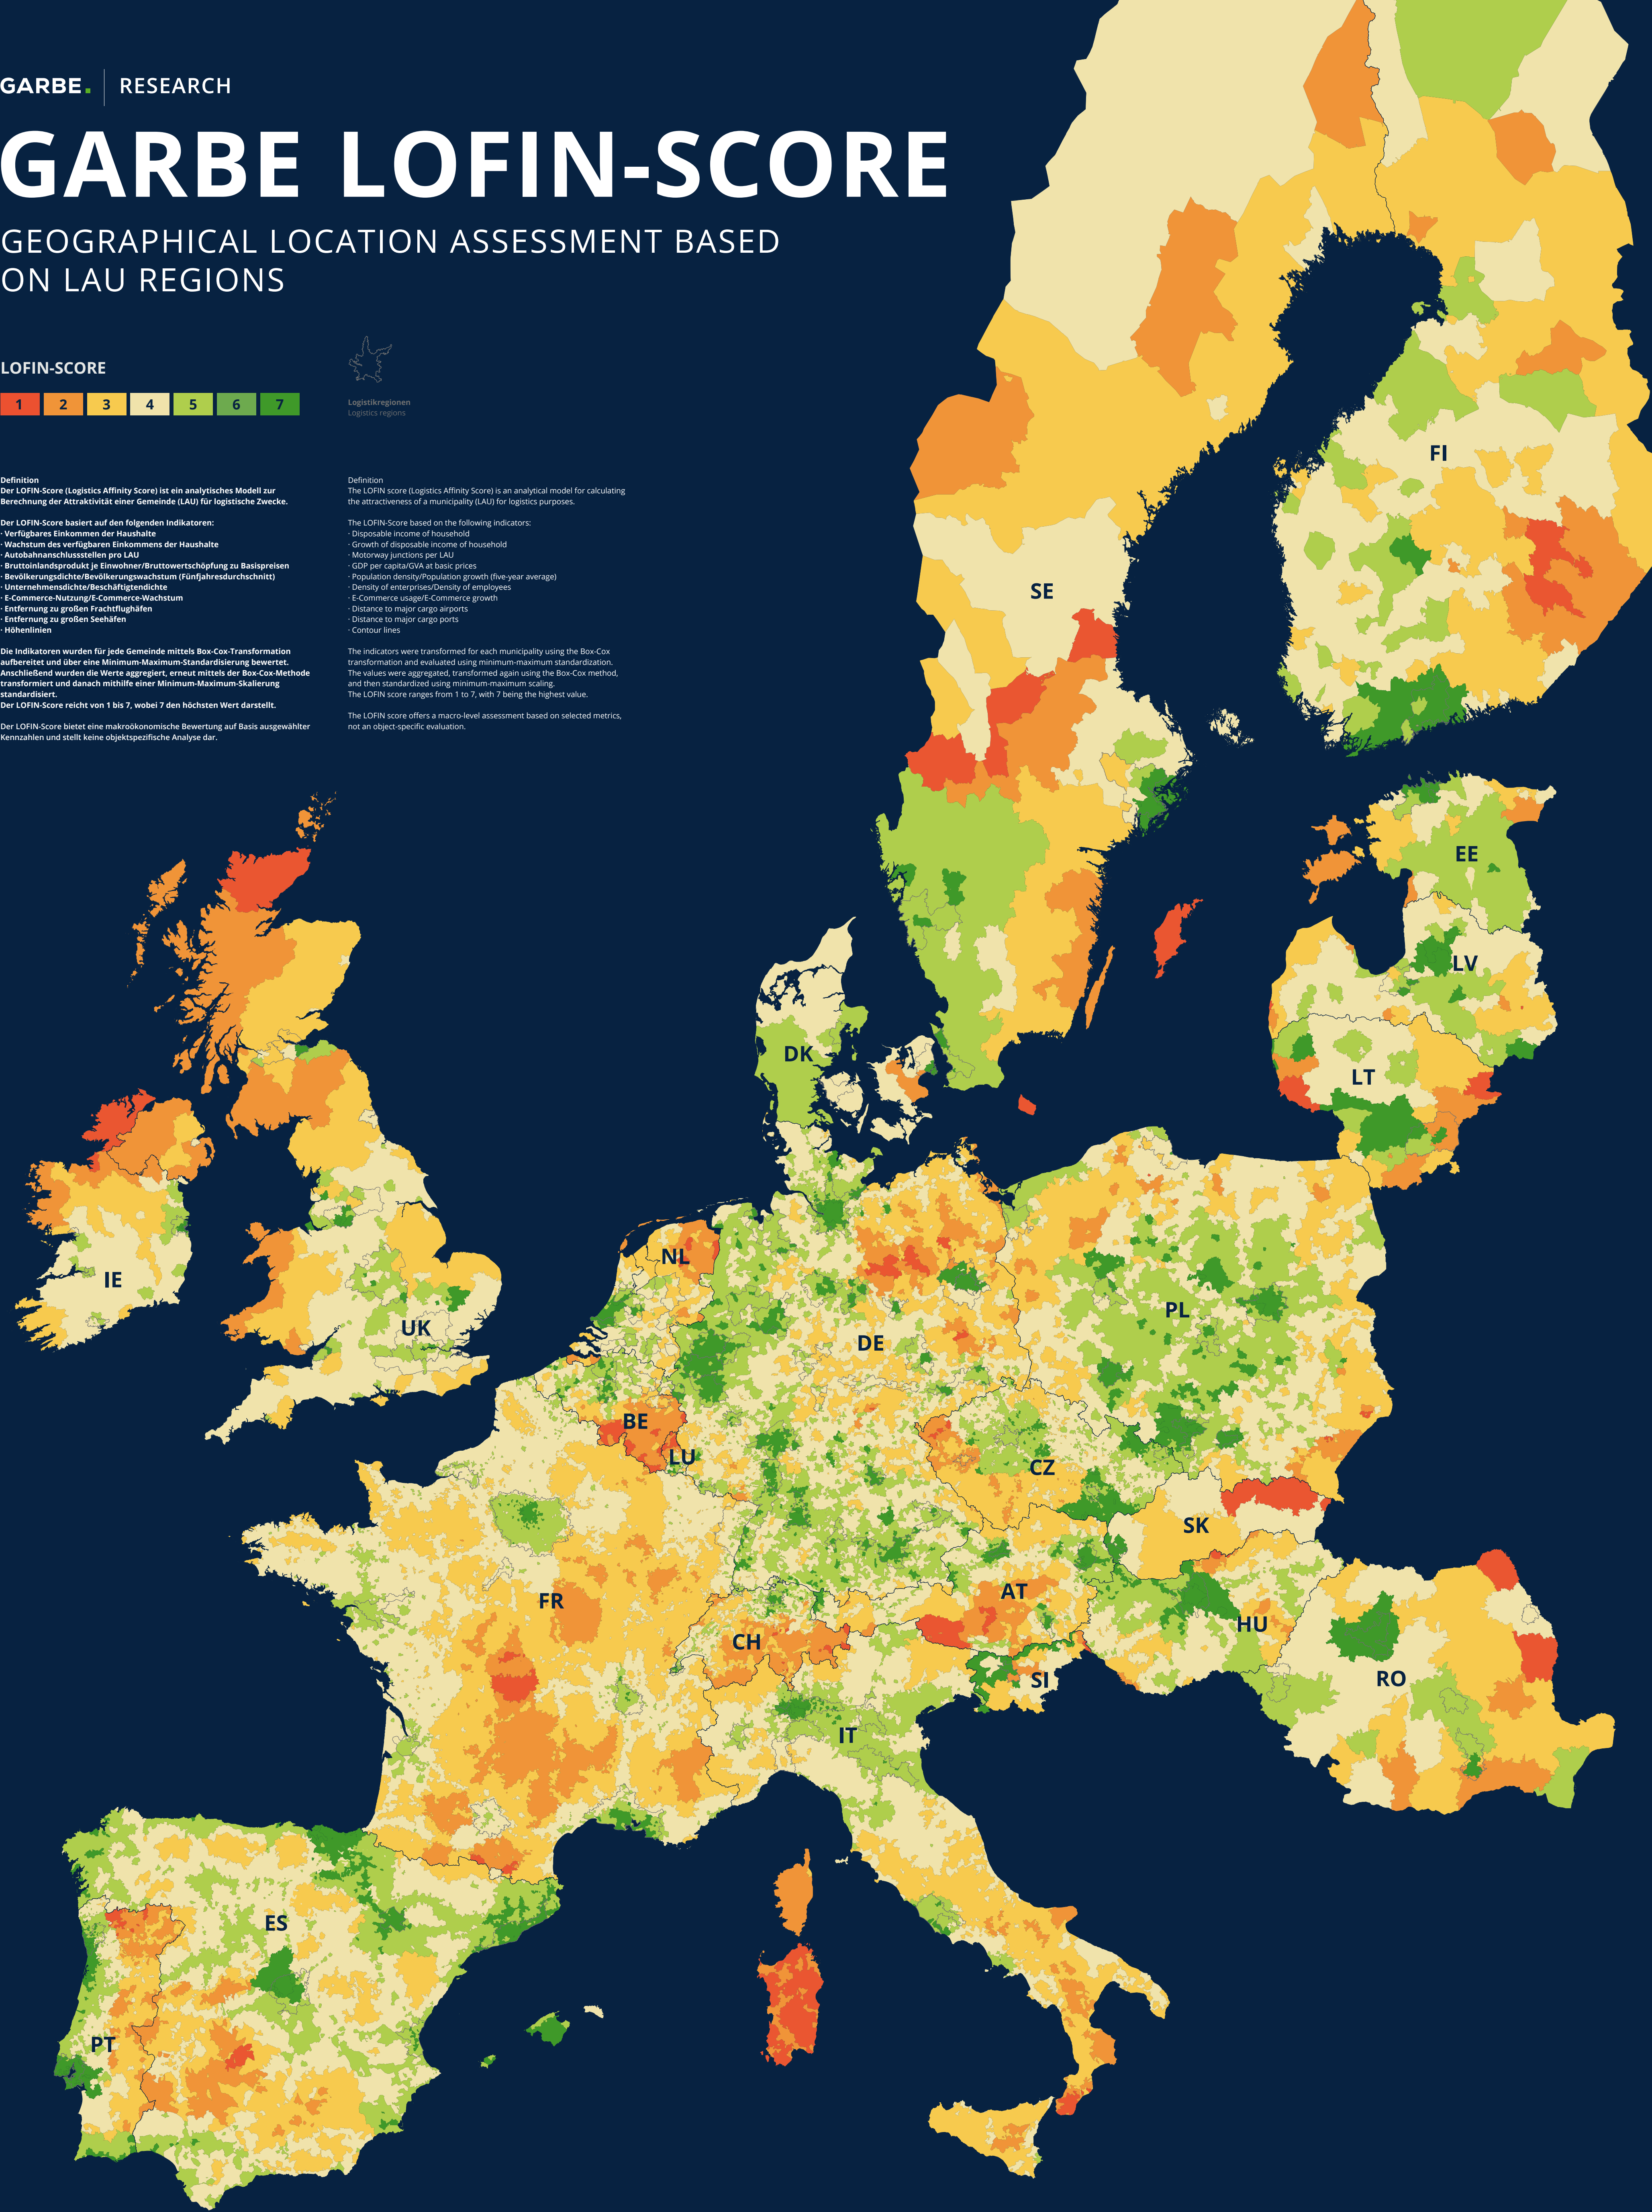 GARBE. | RESEARCH
GARBE LOFIN-SCORE
GEOGRAPHICAL LOCATION ASSESSMENT BASED
ON LAU REGIONS
LOFIN-SCORE
1 2 3 4 5 6 7
Logistikregionen
Logistics regions
Definition
Der LOFIN-Score (Logistics Affinity Score) ist ein analytisches Modell zur
Berechnung der Attraktivität einer Gemeinde (LAU) für logistische Zwecke.
Der LOFIN-Score basiert auf den folgenden Indikatoren:
· Verfügbares Einkommen der Haushalte
· Wachstum des verfügbaren Einkommens der Haushalte
· Autobahnanschlussstellen pro LAU
· Bruttoinlandsprodukt je Einwohner/Bruttowertschöpfung zu Basispreisen
· Bevölkerungsdichte/Bevölkerungswachstum (Fünfjahresdurchschnitt)
· Unternehmensdichte/Beschäftigtendichte
· E-Commerce-Nutzung/E-Commerce-Wachstum
· Entfernung zu großen Frachtflughäfen
· Entfernung zu großen Seehäfen
· Höhenlinien
Die Indikatoren wurden für jede Gemeinde mittels Box-Cox-Transformation
aufbereitet und über eine Minimum-Maximum-Standardisierung bewertet.
Anschließend wurden die Werte aggregiert, erneut mittels der Box-Cox-Methode
transformiert und danach mithilfe einer Minimum-Maximum-Skalierung
standardisiert.
Der LOFIN-Score reicht von 1 bis 7, wobei 7 den höchsten Wert darstellt.
Der LOFIN-Score bietet eine makroökonomische Bewertung auf Basis ausgewählter
Kennzahlen und stellt keine objektspezifische Analyse dar.
Definition
The LOFIN score (Logistics Affinity Score) is an analytical model for calculating
the attractiveness of a municipality (LAU) for logistics purposes.
The LOFIN-Score based on the following indicators:
· Disposable income of household
· Growth of disposable income of household
· Motorway junctions per LAU
· GDP per capita/GVA at basic prices
· Population density/Population growth (five-year average)
· Density of enterprises/Density of employees
· E-Commerce usage/E-Commerce growth
· Distance to major cargo airports
· Distance to major cargo ports
· Contour lines
The indicators were transformed for each municipality using the Box-Cox
transformation and evaluated using minimum-maximum standardization.
The values were aggregated, transformed again using the Box-Cox method,
and then standardized using minimum-maximum scaling.
The LOFIN score ranges from 1 to 7, with 7 being the highest value.
The LOFIN score offers a macro-level assessment based on selected metrics,
not an object-specific evaluation.
FI
SE
EE
LV
DK
LT
NL
IE
PL
UK
DE
BE
LU
CZ
SK
AT
FR
HU
CH
RO
SI
IT
ES
PT